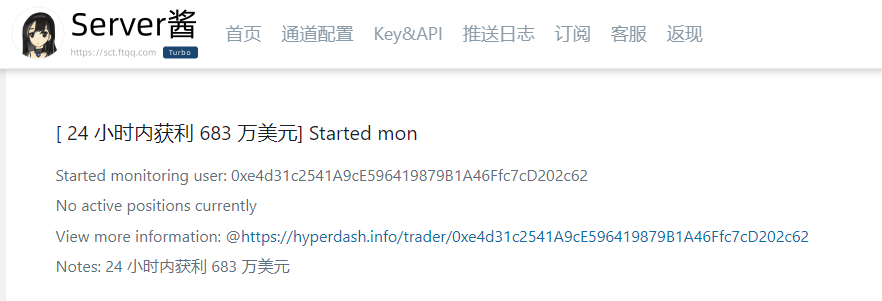 Server酱
https://sct.ftqq.com Turbo
首页 通道配置 Key&API 推送日志 订阅 客服 返现
[ 24 小时内获利 683 万美元] Started mon
Started monitoring user: 0xe4d31c2541A9cE596419879B1A46Ffc7cD202c62
No active positions currently
View more information: @https://hyperdash.info/trader/0xe4d31c2541A9cE596419879B1A46Ffc7cD202c62
Notes: 24 小时内获利 683 万美元